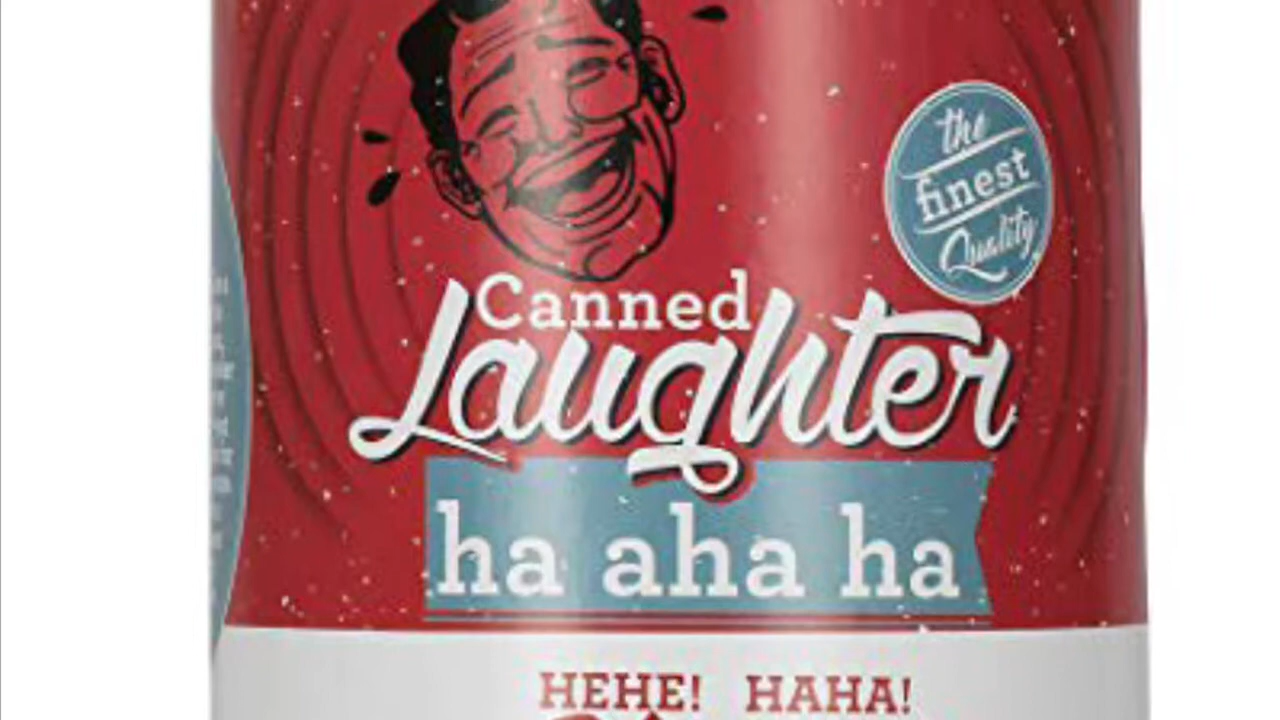 the
finest
Quality
Canned
Laughter
ha aha ha
HEHE! HAHA!